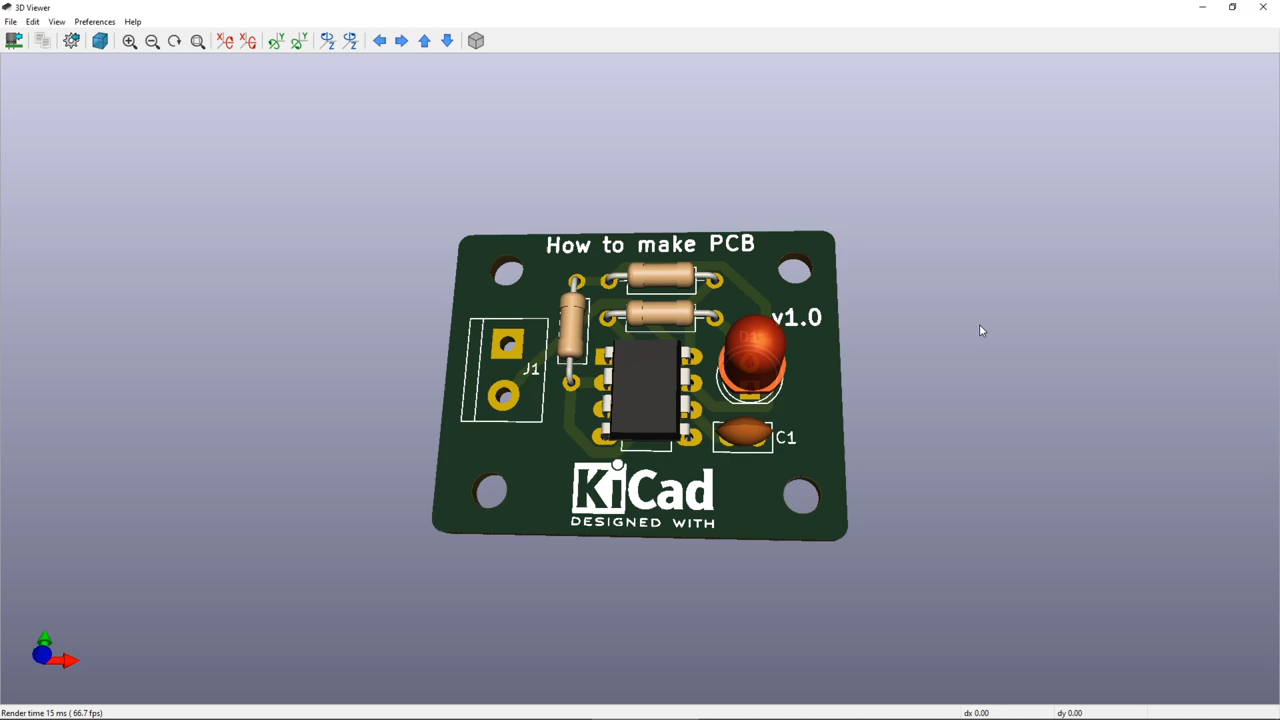 3D Viewer
File Edit View Preferences Help
How to make PCB
v1.0
D1
J1
C1
KiCad
DESIGNED WITH
Render time 15 ms ( 66.7 fps)
dx 0.00
dy 0.00